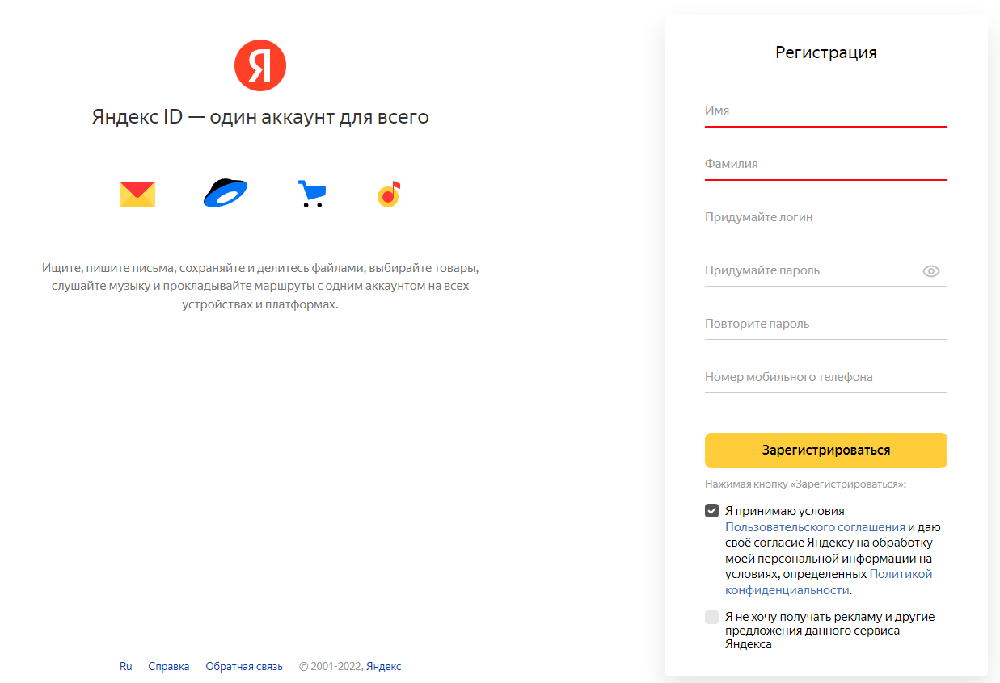 Я
Яндекс ID — один аккаунт для всего
Ищите, пишите письма, сохраняйте и делитесь файлами, выбирайте товары,
слушайте музыку и прокладывайте маршруты с одним аккаунтом на всех
устройствах и платформах.
Ru Справка Обратная связь © 2001-2022, Яндекс
Регистрация
Имя
Фамилия
Придумайте логин
Придумайте пароль
Повторите пароль
Номер мобильного телефона
Зарегистрироваться
Нажимая кнопку «Зарегистрироваться»:
Я принимаю условия
Пользовательского соглашения и даю
своё согласие Яндексу на обработку
моей персональной информации на
условиях, определенных Политикой
конфиденциальности.
Я не хочу получать рекламу и другие
предложения данного сервиса
Яндекса